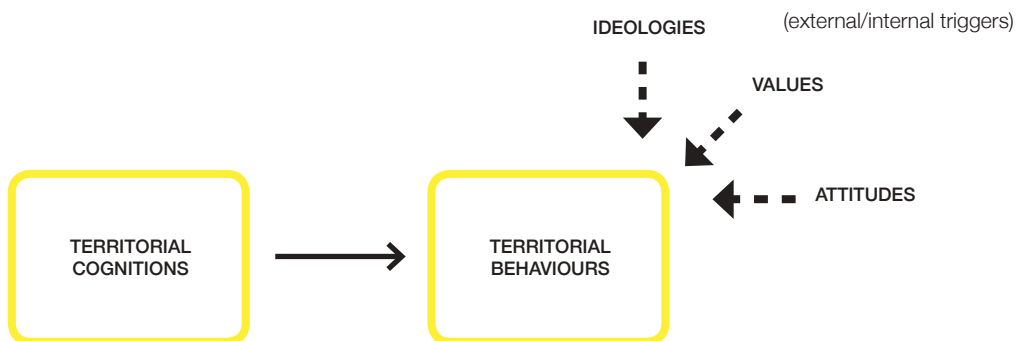 IDEOLOGIES
(external/internal triggers)
VALUES
ATTITUDES
TERRITORIAL
COGNITIONS
TERRITORIAL
BEHAVIOURS